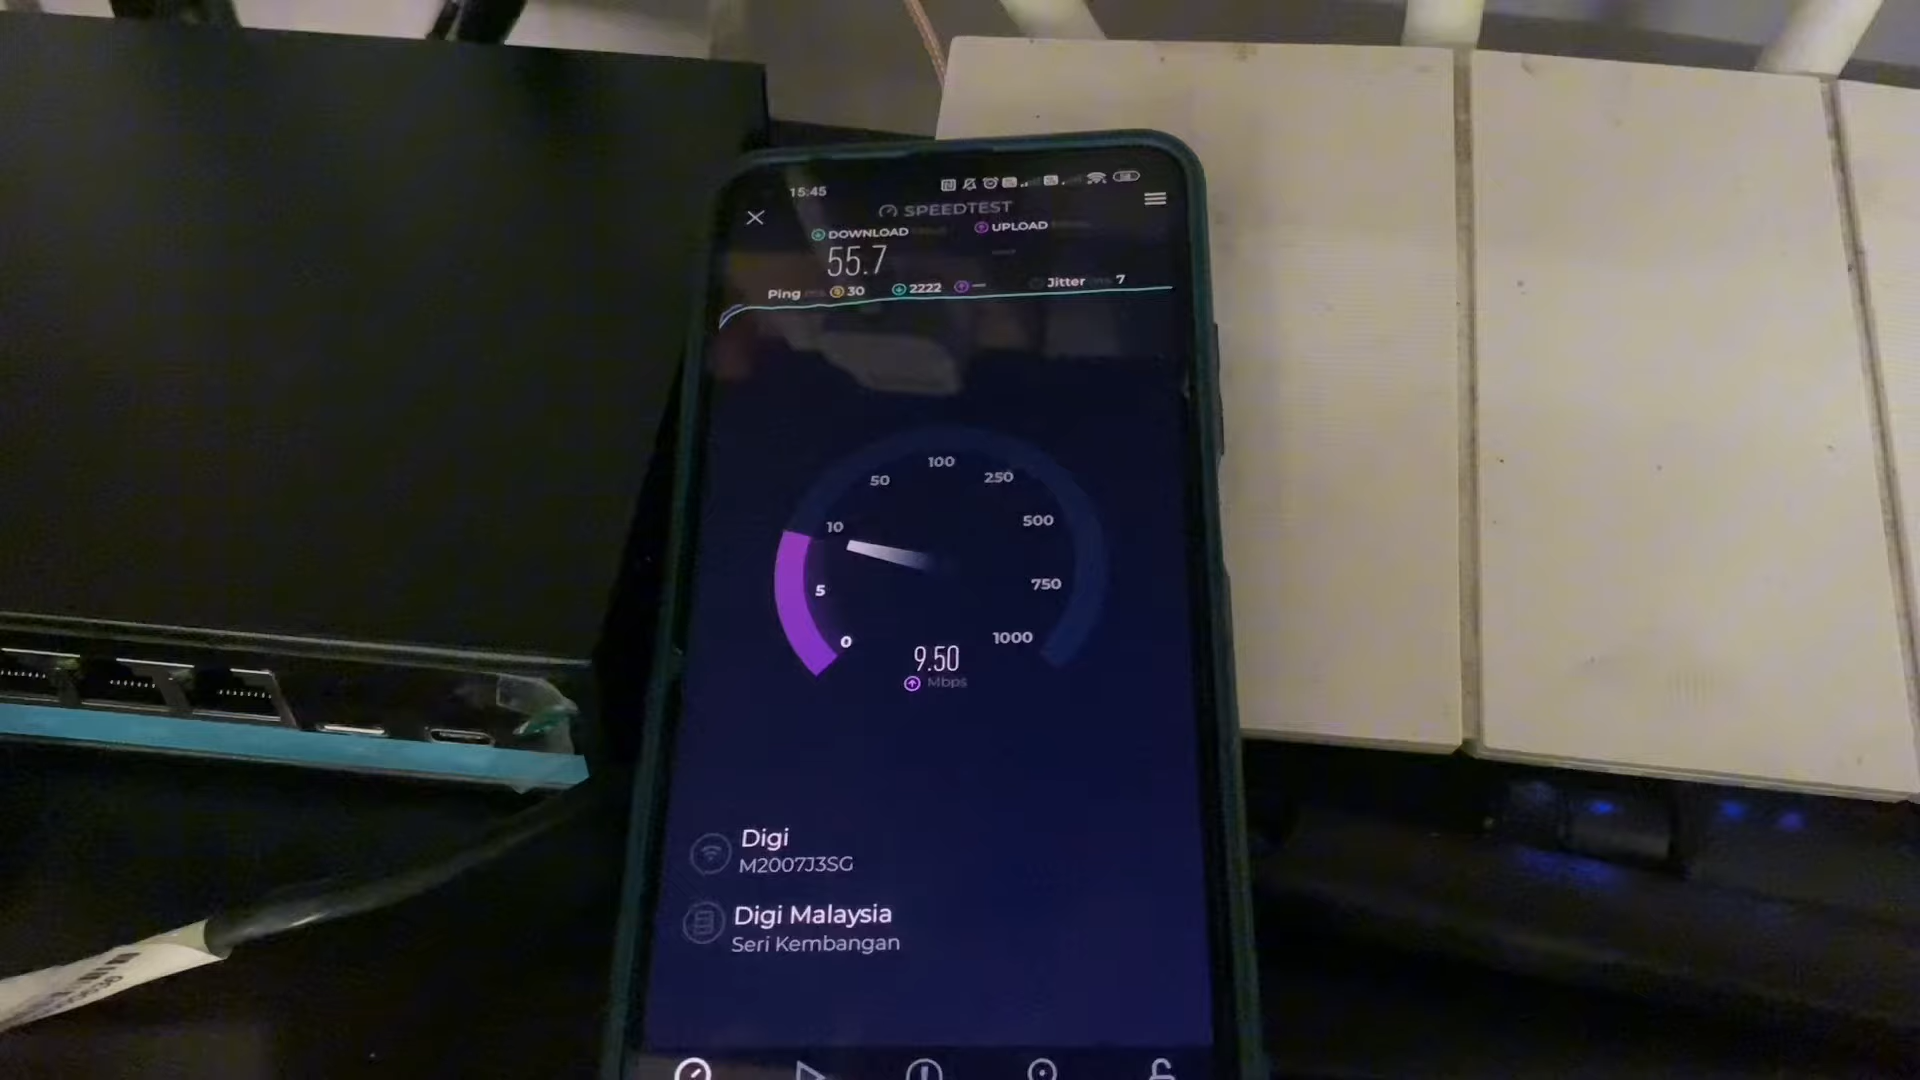 15:45
SPEEDTEST
DOWNLOAD
UPLOAD
55.7
Ping
30
2222
Jitter
7
100
50
250
10
500
5
750
0
1000
9.50
Mbps
Digi
M2007J3SG
Digi Malaysia
Seri Kembangan